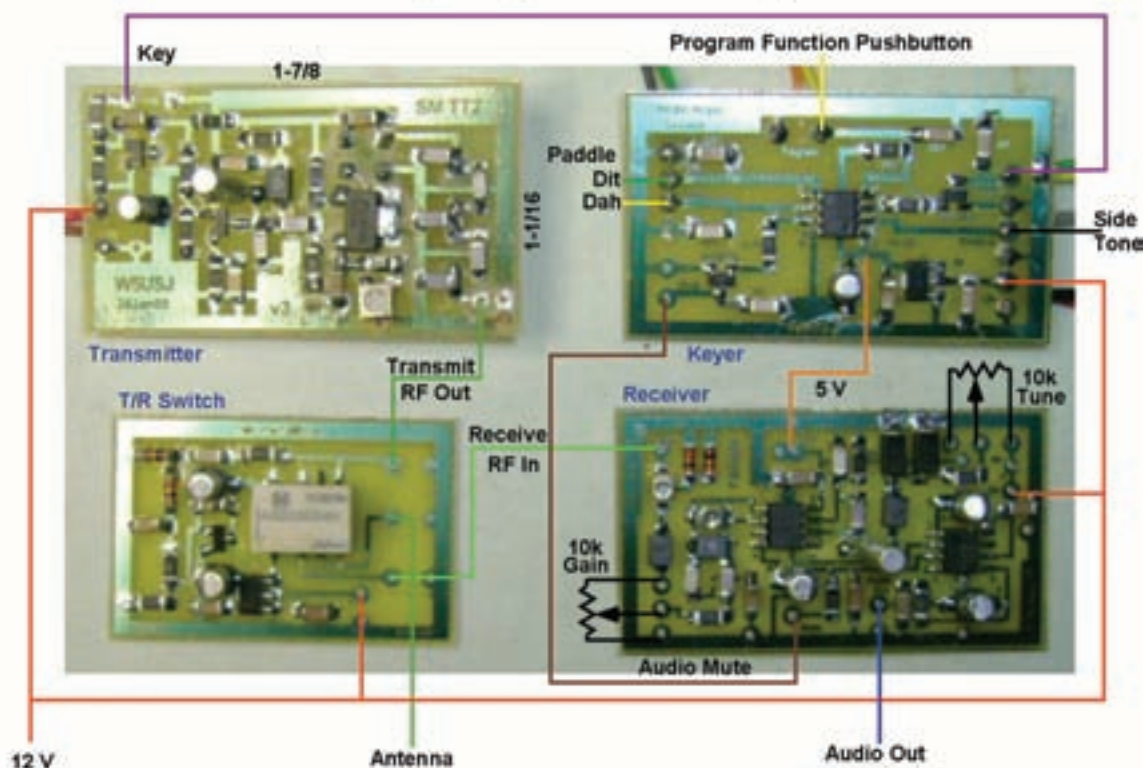 Key
1-7/8
Program Function Pushbutton
SM TT2
Paddle
Dit
Dah
1-1/16
Side
Tone
W5USJ
v3
Transmitter
Transmit
RF Out
Keyer
T/R Switch
Receive
RF In
Receiver
5 V
10k
Tune
10k
Gain
Audio Mute
12 V
Antenna
Audio Out